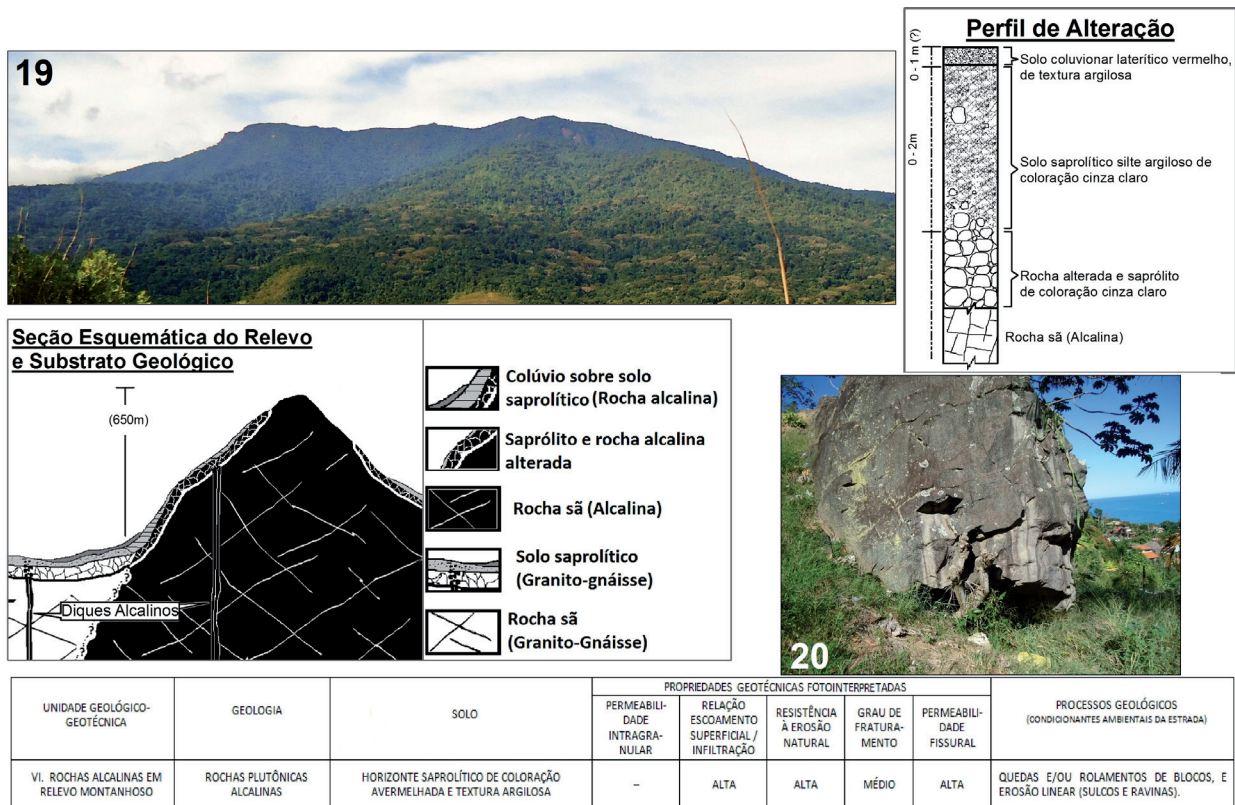 19
Perfil de Alteração
0 - 1 m (?)
Solo coluvionar laterítico vermelho,
de textura argilosa
0 - 2m
Solo saprolítico silte argiloso de
coloração cinza claro
Rocha alterada e saprólito
de coloração cinza claro
Rocha sã (Alcalina)
Seção Esquemática do Relevo
e Substrato Geológico
(650m)
Diques Alcalinos
Colúvio sobre solo
saprolítico (Rocha alcalina)
Saprólito e rocha alcalina
alterada
Rocha sã (Alcalina)
Solo saprolítico
(Granito-gnáisse)
Rocha sã
(Granito-Gnáisse)
20
UNIDADE GEOLÓGICO-
GEOTÉCNICA
GEOLOGIA
SOLO
PROPRIEDADES GEOTÉCNICAS FOTOINTERPRETADAS
PERMEABILI-
DADE
INTRAGRA-
NULAR
RELAÇÃO
ESCOAMENTO
SUPERFICIAL /
INFILTRAÇÃO
RESISTÊNCIA
À EROSÃO
NATURAL
GRAU DE
FRATURA-
MENTO
PERMEABILI-
DADE
FISSURAL
PROCESSOS GEOLÓGICOS
(CONDICIONANTES AMBIENTAIS DA ESTRADA)
VI. ROCHAS ALCALINAS EM
RELEVO MONTANHOSO
ROCHAS PLUTÔNICAS
ALCALINAS
HORIZONTE SAPROLÍTICO DE COLORAÇÃO
AVERMELHADA E TEXTURA ARGILOSA
–
ALTA
ALTA
MÉDIO
ALTA
QUEDAS E/OU ROLAMENTOS DE BLOCOS, E
EROSÃO LINEAR (SULCOS E RAVINAS).